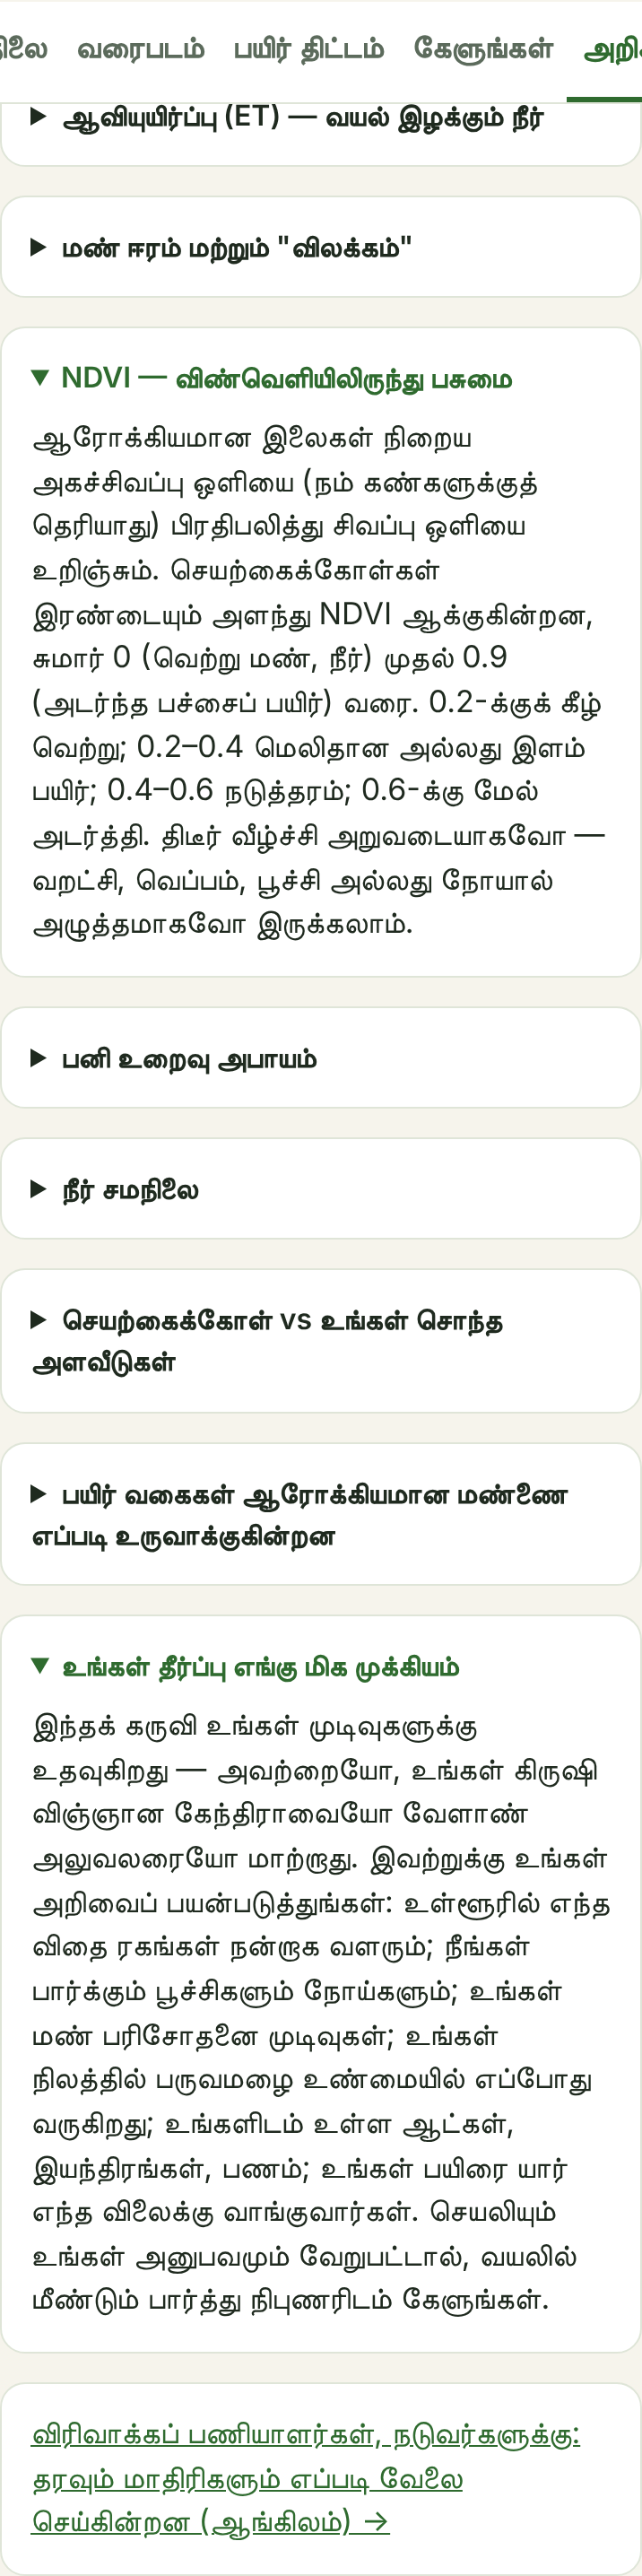 வரைபடம் பயிர் திட்டம் கேளுங்கள்
ஆவியுயிர்ப்பு (ET) — வயல் இழக்கும் நீர்
மண் ஈரம் மற்றும் "விலக்கம்"
NDVI — விண்வெளியிலிருந்து பசுமை
ஆரோக்கியமான இலைகள் நிறைய
அகச்சிவப்பு ஒளியை (நம் கண்களுக்குத்
தெரியாது) பிரதிபலித்து சிவப்பு ஒளியை
உறிஞ்சும். செயற்கைக்கோள்கள்
இரண்டையும் அளந்து NDVI ஆக்குகின்றன,
சுமார் 0 (வெற்று மண், நீர்) முதல் 0.9
(அடர்ந்த பச்சைப் பயிர்) வரை. 0.2-க்குக் கீழ்
வெற்று; 0.2–0.4 மெலிதான அல்லது இளம்
பயிர்; 0.4–0.6 நடுத்தரம்; 0.6-க்கு மேல்
அடர்த்தி. திடீர் வீழ்ச்சி அறுவடையாகவோ —
வறட்சி, வெப்பம், பூச்சி அல்லது நோயால்
அழுத்தமாகவோ இருக்கலாம்.
பனி உறைவு அபாயம்
நீர் சமநிலை
செயற்கைக்கோள் vs உங்கள் சொந்த
அளவீடுகள்
பயிர் வகைகள் ஆரோக்கியமான மண்ணை
எப்படி உருவாக்குகின்றன
உங்கள் தீர்ப்பு எங்கு மிக முக்கியம்
இந்தக் கருவி உங்கள் முடிவுகளுக்கு
உதவுகிறது — அவற்றையோ, உங்கள் கிருஷி
விஞ்ஞான கேந்திராவையோ வேளாண்
அலுவலரையோ மாற்றாது. இவற்றுக்கு உங்கள்
அறிவைப் பயன்படுத்துங்கள்: உள்ளூரில் எந்த
விதை ரகங்கள் நன்றாக வளரும்; நீங்கள்
பார்க்கும் பூச்சிகளும் நோய்களும்; உங்கள்
மண் பரிசோதனை முடிவுகள்; உங்கள்
நிலத்தில் பருவமழை உண்மையில் எப்போது
வருகிறது; உங்களிடம் உள்ள ஆட்கள்,
இயந்திரங்கள், பணம்; உங்கள் பயிரை யார்
எந்த விலைக்கு வாங்குவார்கள். செயலியும்
உங்கள் அனுபவமும் வேறுபட்டால், வயலில்
மீண்டும் பார்த்து நிபுணரிடம் கேளுங்கள்.
விரிவாக்கப் பணியாளர்கள், நடுவர்களுக்கு:
தரவும் மாதிரிகளும் எப்படி வேலை
செய்கின்றன (ஆங்கிலம்) →